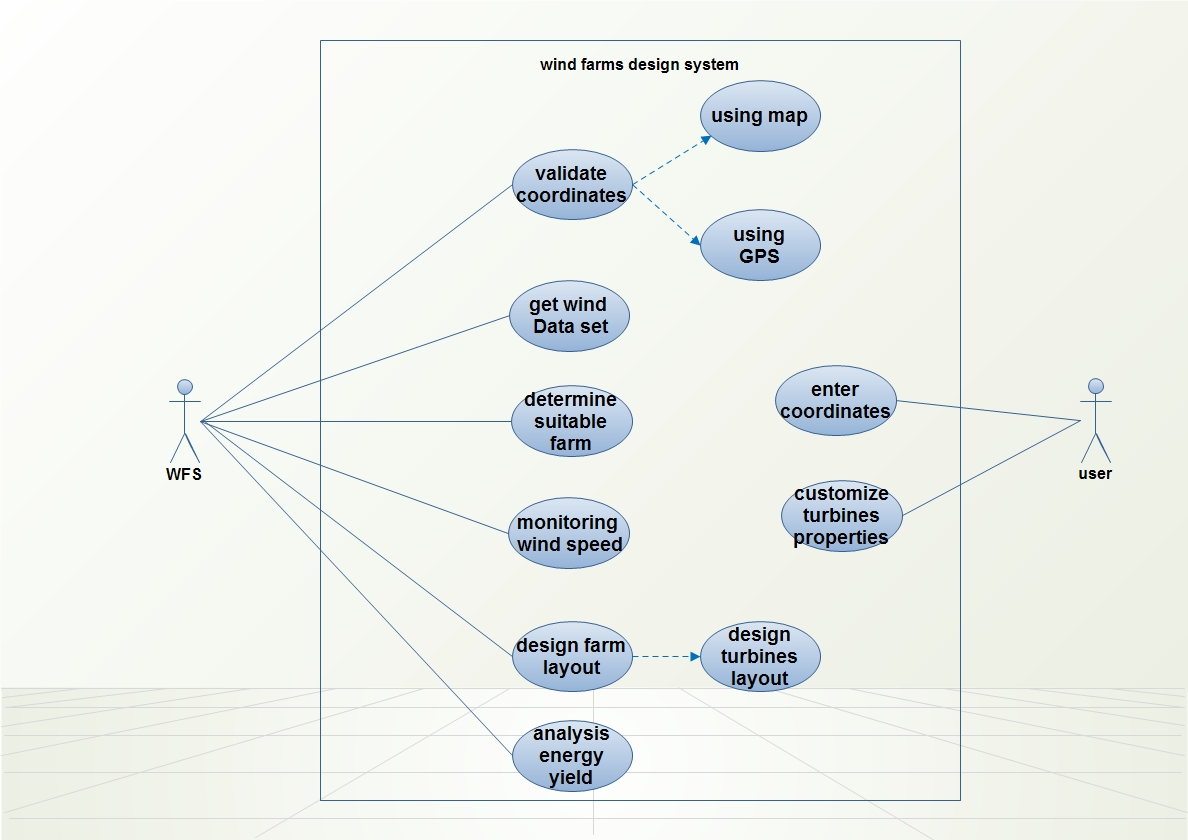 wind farms design system
using map
validate
coordinates
using
GPS
get wind
Data set
determine
suitable
farm
enter
coordinates
WFS
user
customize
turbines
properties
monitoring
wind speed
design farm
layout
design
turbines
layout
analysis
energy
yield